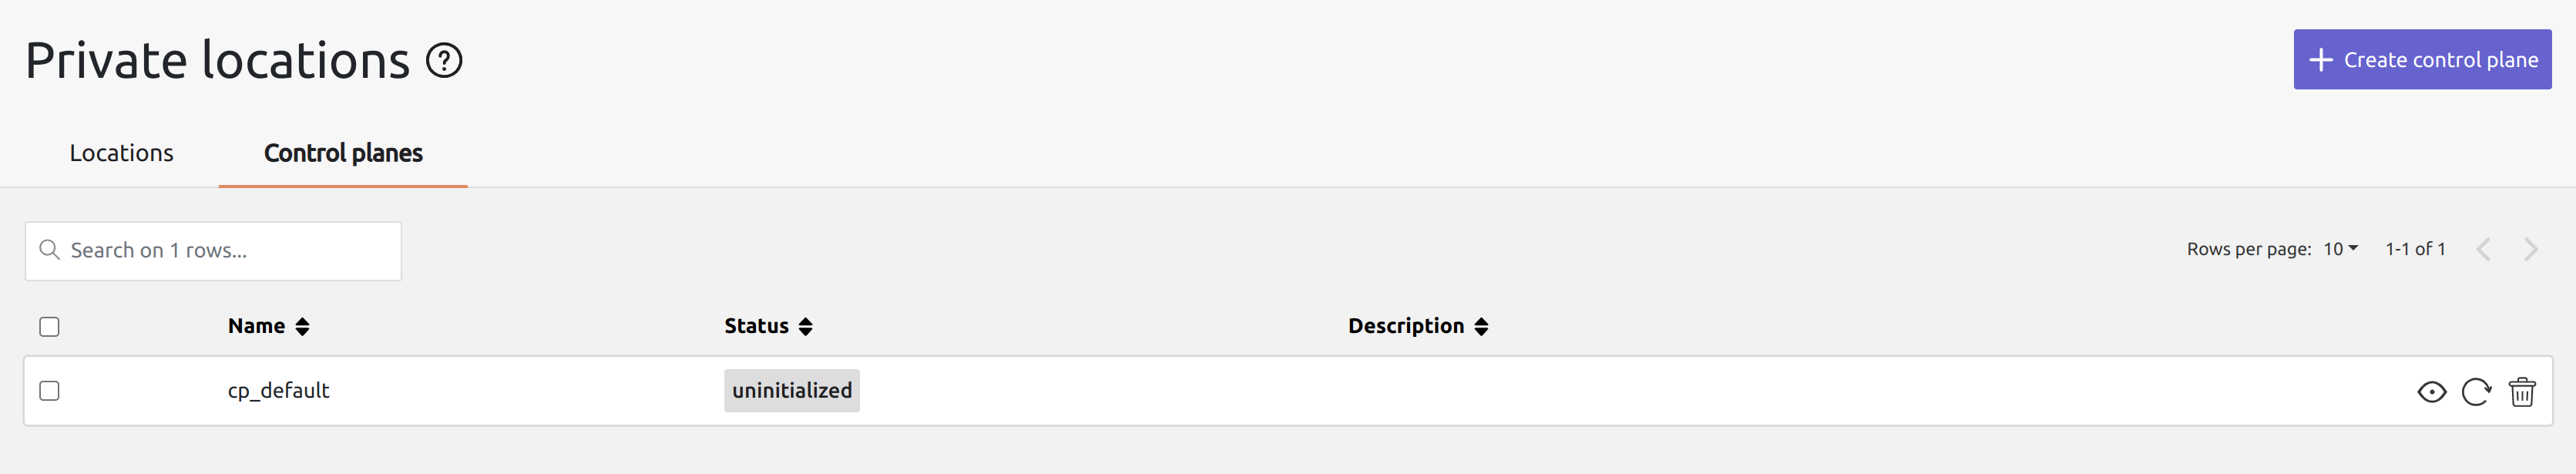 Private locations ?
+ Create control plane
Locations
Control planes
Search on 1 rows...
Rows per page: 10
1-1 of 1
Name
Status
Description
cp_default
uninitialized